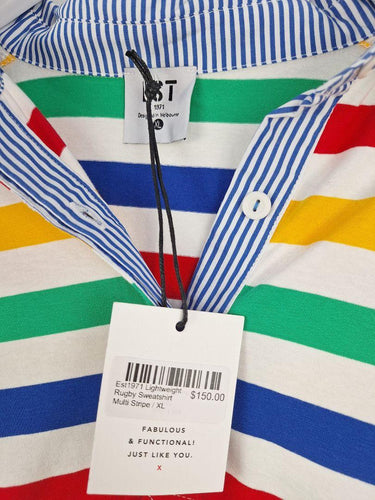 EST
1971
Designed in Melbourne
XL
Est1971 Lightweight
Rugby Sweatshirt
$150.00
Multi Stripe / XL
FABULOUS
& FUNCTIONAL!
JUST LIKE YOU.
x